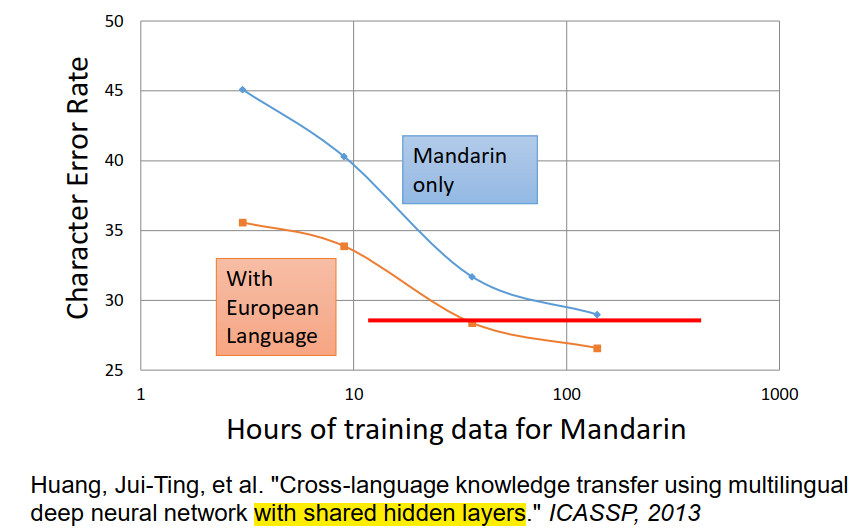 50
45
40
35
30
25
Character Error Rate
Mandarin
only
With
European
Language
1
10
100
1000
Hours of training data for Mandarin
Huang, Jui-Ting, et al. "Cross-language knowledge transfer using multilingual
deep neural network with shared hidden layers." ICASSP, 2013